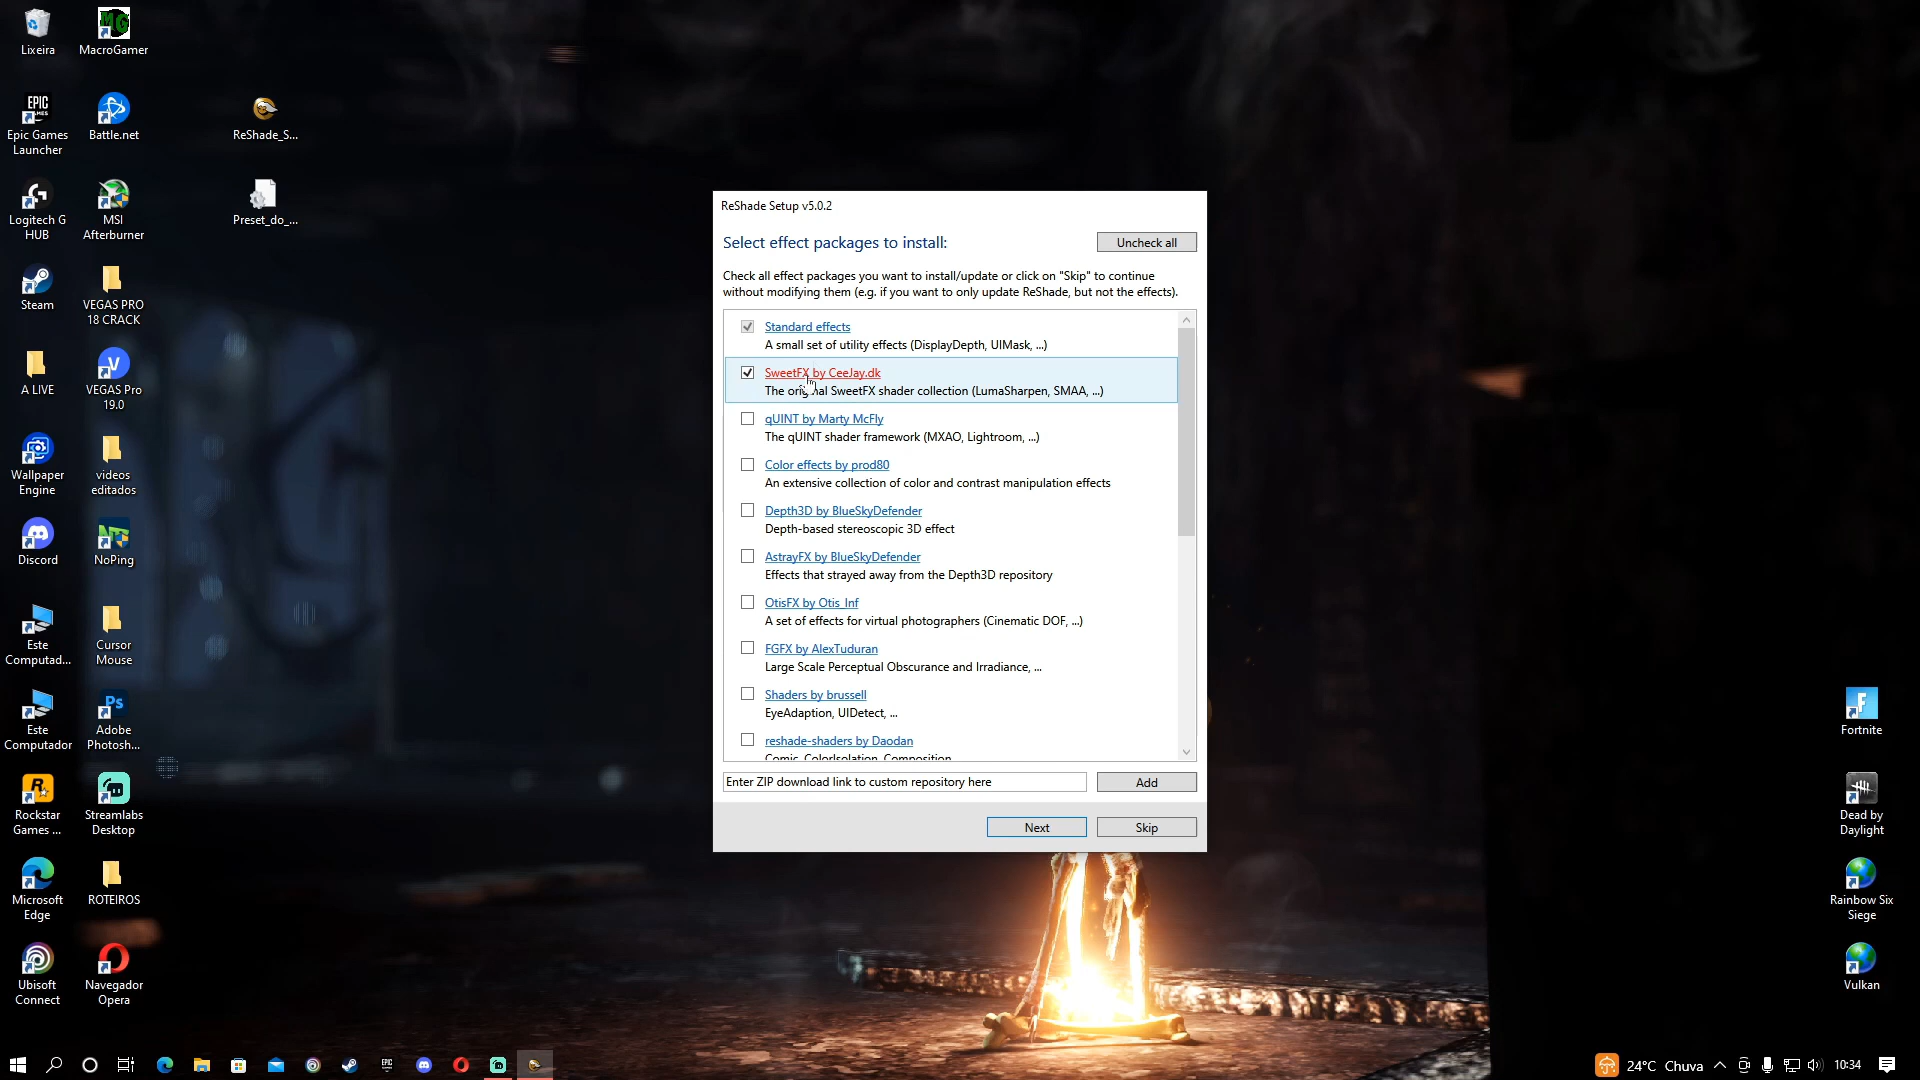 Lixeira
MacroGamer
Epic Games
Launcher
Battle.net
ReShade_S...
Logitech G
HUB
MSI
Afterburner
Preset_do_...
Steam
VEGAS PRO
18 CRACK
A LIVE
VEGAS Pro
19.0
Wallpaper
Engine
videos
editados
Discord
NoPing
Este
Computad...
Cursor
Mouse
Este
Computador
Adobe
Photosh...
Rockstar
Games ...
Streamlabs
Desktop
Microsoft
Edge
ROTEIROS
Ubisoft
Connect
Navegador
Opera
ReShade Setup v5.0.2
Select effect packages to install:
Uncheck all
Check all effect packages you want to install/update or click on "Skip" to continue
without modifying them (e.g. if you want to only update ReShade, but not the effects).
Standard effects
A small set of utility effects (DisplayDepth, UIMask, ...)
SweetFX by CeeJay.dk
The original SweetFX shader collection (LumaSharpen, SMAA, ...)
qUINT by Marty McFly
The qUINT shader framework (MXAO, Lightroom, ...)
Color effects by prod80
An extensive collection of color and contrast manipulation effects
Depth3D by BlueSkyDefender
Depth-based stereoscopic 3D effect
AstrayFX by BlueSkyDefender
Effects that strayed away from the Depth3D repository
OtisFX by Otis_Inf
A set of effects for virtual photographers (Cinematic DOF, ...)
FGFX by AlexTuduran
Large Scale Perceptual Obscurance and Irradiance, ...
Shaders by brussell
EyeAdaption, UIDetect, ...
reshade-shaders by Daodan
Comic, ColorIsolation, Composition
Enter ZIP download link to custom repository here
Add
Next
Skip
Fortnite
Dead by
Daylight
Rainbow Six
Siege
Vulkan
24°C Chuva
10:34